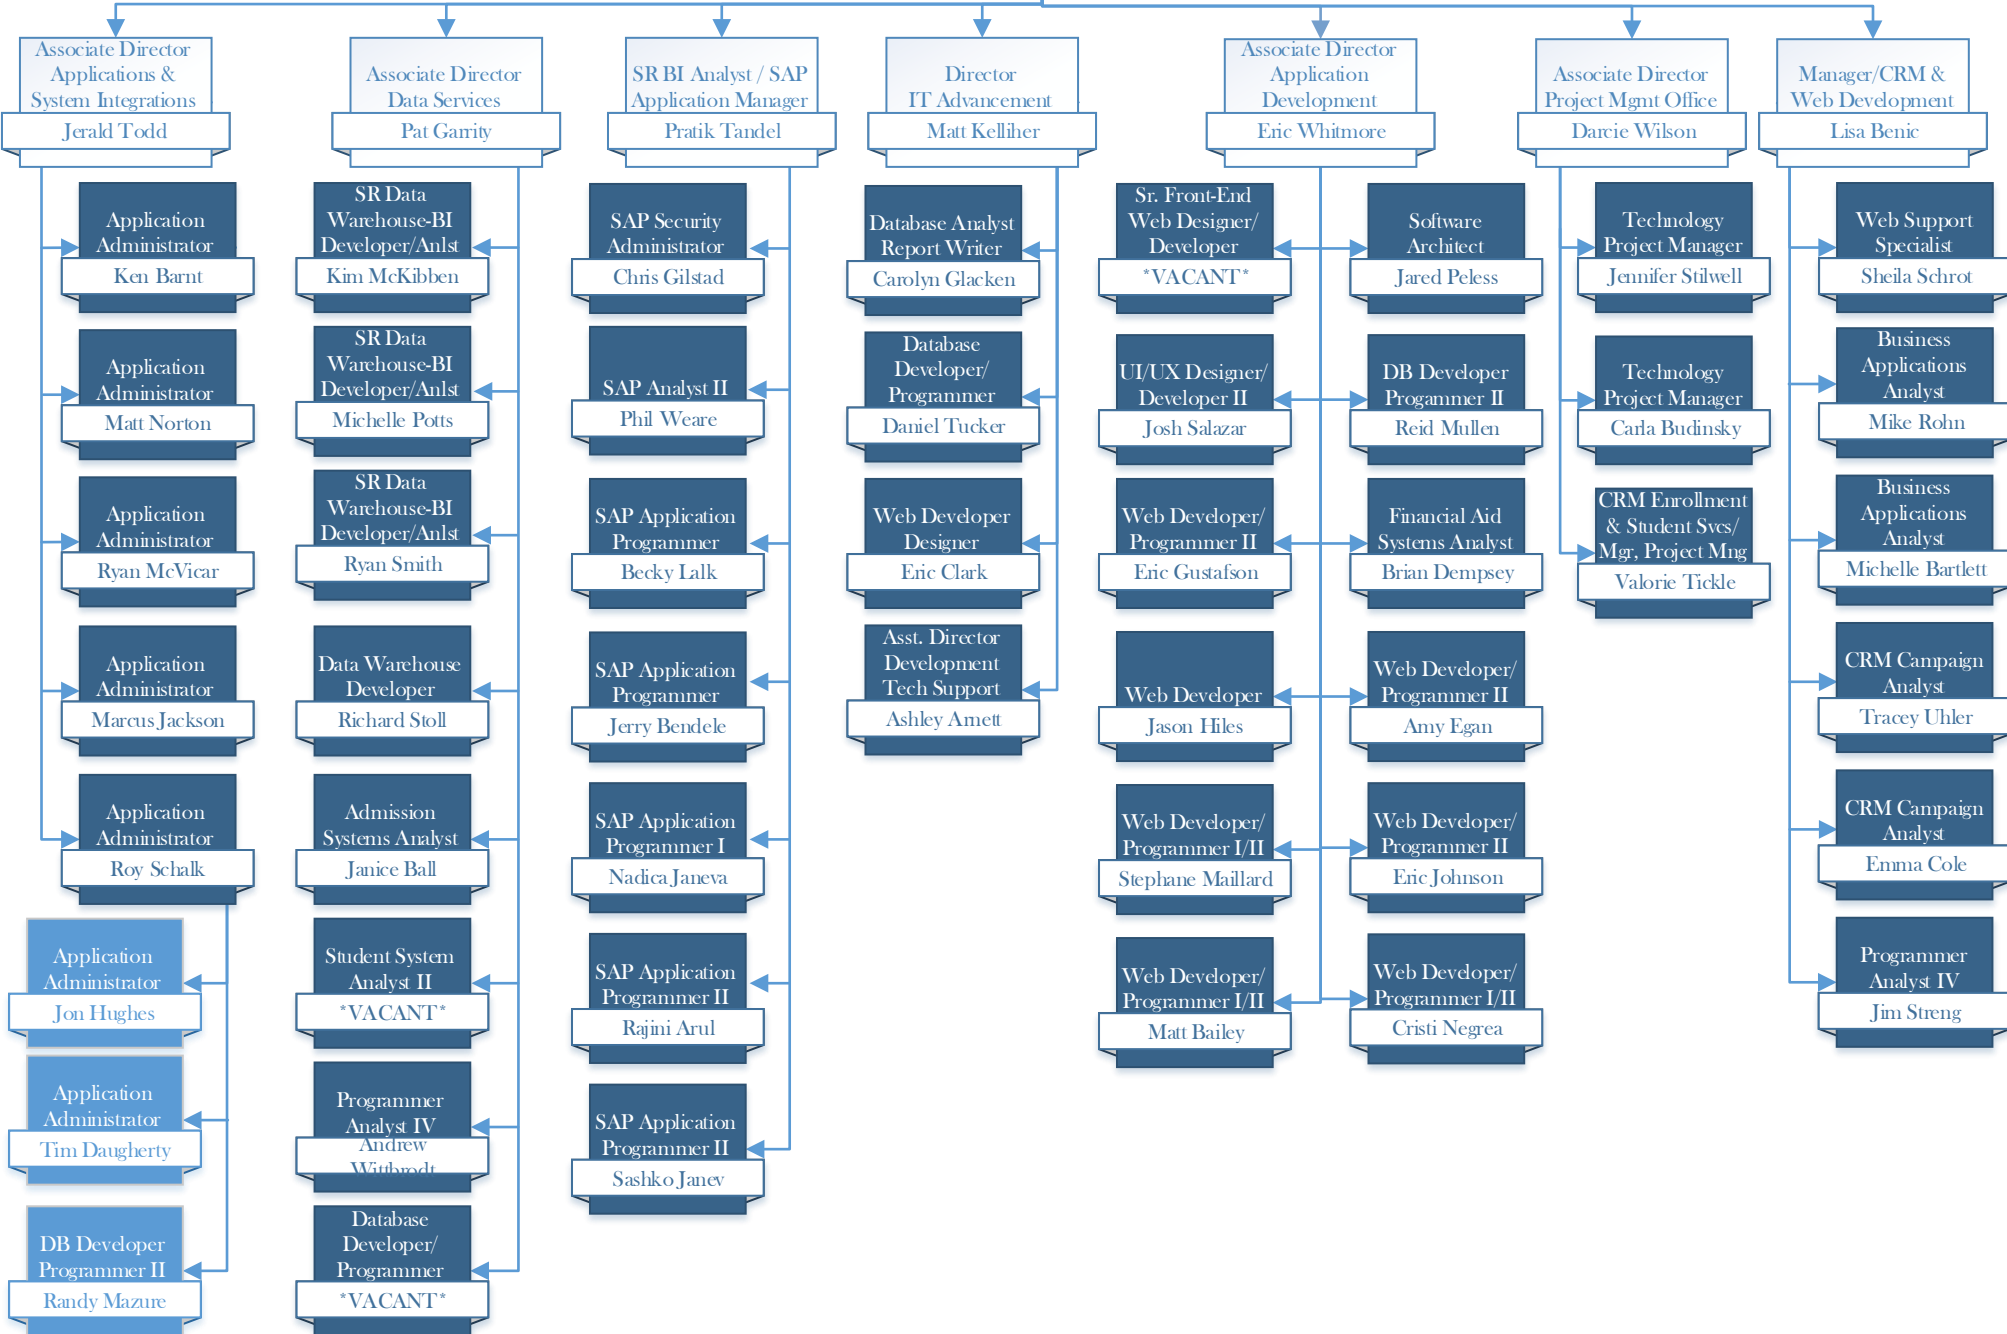 Associate Director
Applications &
System Integrations
Jerald Todd
Application
Administrator
Ken Barnt
Application
Administrator
Matt Norton
Application
Administrator
Ryan McVicar
Application
Administrator
Marcus Jackson
Application
Administrator
Roy Schalk
Application
Administrator
Jon Hughes
Application
Administrator
Tim Daugherty
DB Developer
Programmer II
Randy Mazure
Associate Director
Data Services
Pat Garrity
SR Data
Warehouse-BI
Developer/Anlst
Kim McKibben
SR Data
Warehouse-BI
Developer/Anlst
Michelle Potts
SR Data
Warehouse-BI
Developer/Anlst
Ryan Smith
Data Warehouse
Developer
Richard Stoll
Admission
Systems Analyst
Janice Ball
Student System
Analyst II
*VACANT*
Programmer
Analyst IV
Andrew
Wittbrodt
Database
Developer/
Programmer
*VACANT*
SR BI Analyst / SAP
Application Manager
Pratik Tandel
SAP Security
Administrator
Chris Gilstad
SAP Analyst II
Phil Weare
SAP Application
Programmer
Becky Lalk
SAP Application
Programmer
Jerry Bendele
SAP Application
Programmer I
Nadica Janeva
SAP Application
Programmer II
Rajini Arul
SAP Application
Programmer II
Sashko Janev
Director
IT Advancement
Matt Kelliher
Database Analyst
Report Writer
Carolyn Glacken
Database
Developer/
Programmer
Daniel Tucker
Web Developer
Designer
Eric Clark
Asst. Director
Development
Tech Support
Ashley Arnett
Associate Director
Application
Development
Eric Whitmore
Sr. Front-End
Web Designer/
Developer
*VACANT*
UI/UX Designer/
Developer II
Josh Salazar
Web Developer/
Programmer II
Eric Gustafson
Web Developer
Jason Hiles
Web Developer/
Programmer I/II
Stephane Maillard
Web Developer/
Programmer I/II
Matt Bailey
Software
Architect
Jared Peless
DB Developer
Progammer II
Reid Mullen
Financial Aid
Systems Analyst
Brian Dempsey
Web Developer/
Programmer II
Amy Egan
Web Developer/
Programmer II
Eric Johnson
Web Developer/
Programmer I/II
Cristi Negrea
Associate Director
Project Mgmt Office
Darcie Wilson
Technology
Project Manager
Jennifer Stilwell
Technology
Project Manager
Carla Budinsky
CRM Enrollment
& Student Svcs/
Mgr, Project Mng
Valorie Tickle
Manager/CRM &
Web Development
Lisa Benic
Web Support
Specialist
Sheila Schrot
Business
Applications
Analyst
Mike Rohn
Business
Applications
Analyst
Michelle Bartlett
CRM Campaign
Analyst
Tracey Uhler
CRM Campaign
Analyst
Emma Cole
Programmer
Analyst IV
Jim Streng